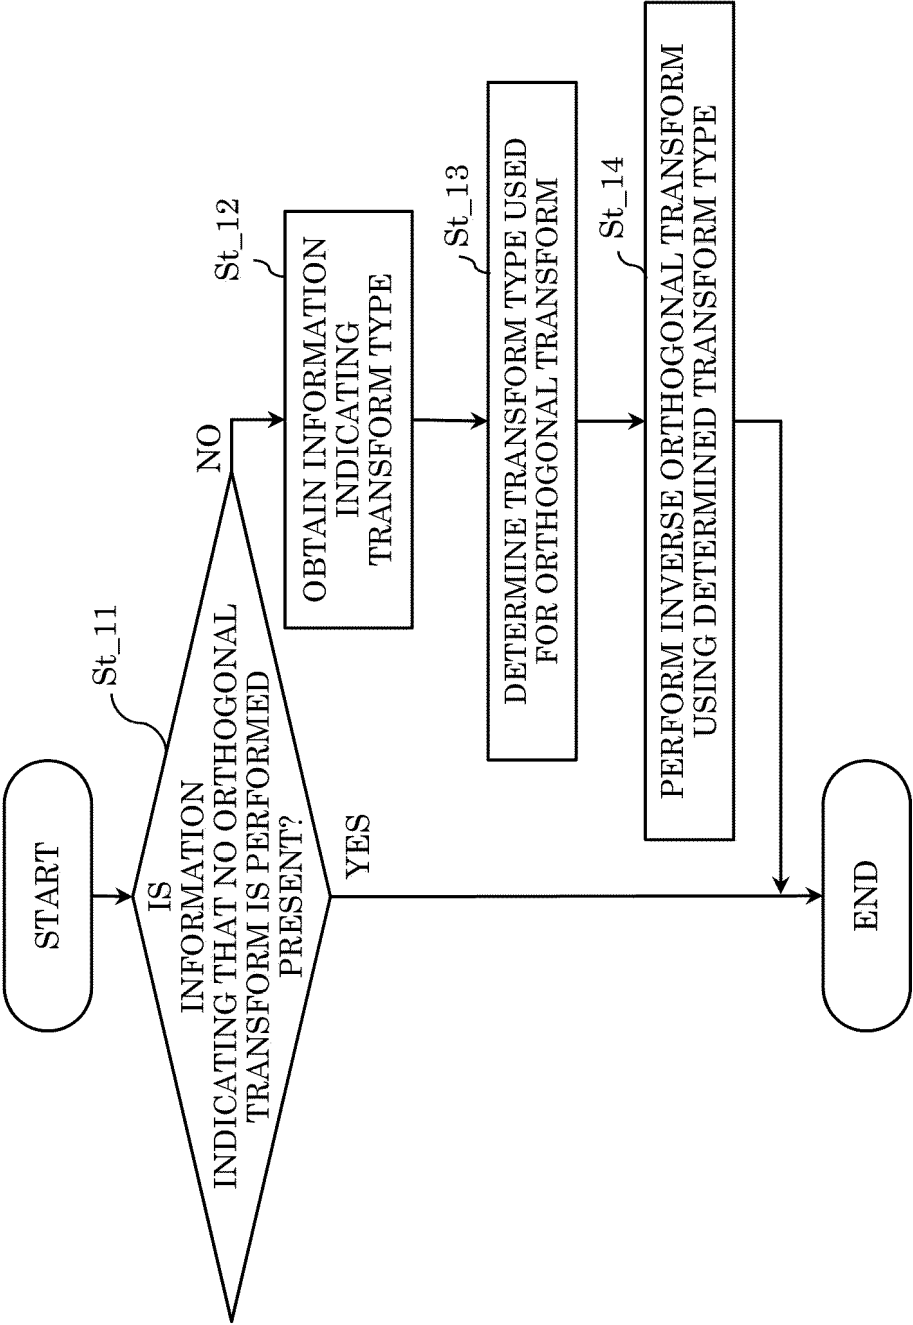 START
St_11
IS
INFORMATION
INDICATING THAT NO ORTHOGONAL
TRANSFORM IS PERFORMED
PRESENT?
NO
YES
St_12
OBTAIN INFORMATION
INDICATING
TRANSFORM TYPE
St_13
DETERMINE TRANSFORM TYPE USED
FOR ORTHOGONAL TRANSFORM
St_14
PERFORM INVERSE ORTHOGONAL TRANSFORM
USING DETERMINED TRANSFORM TYPE
END